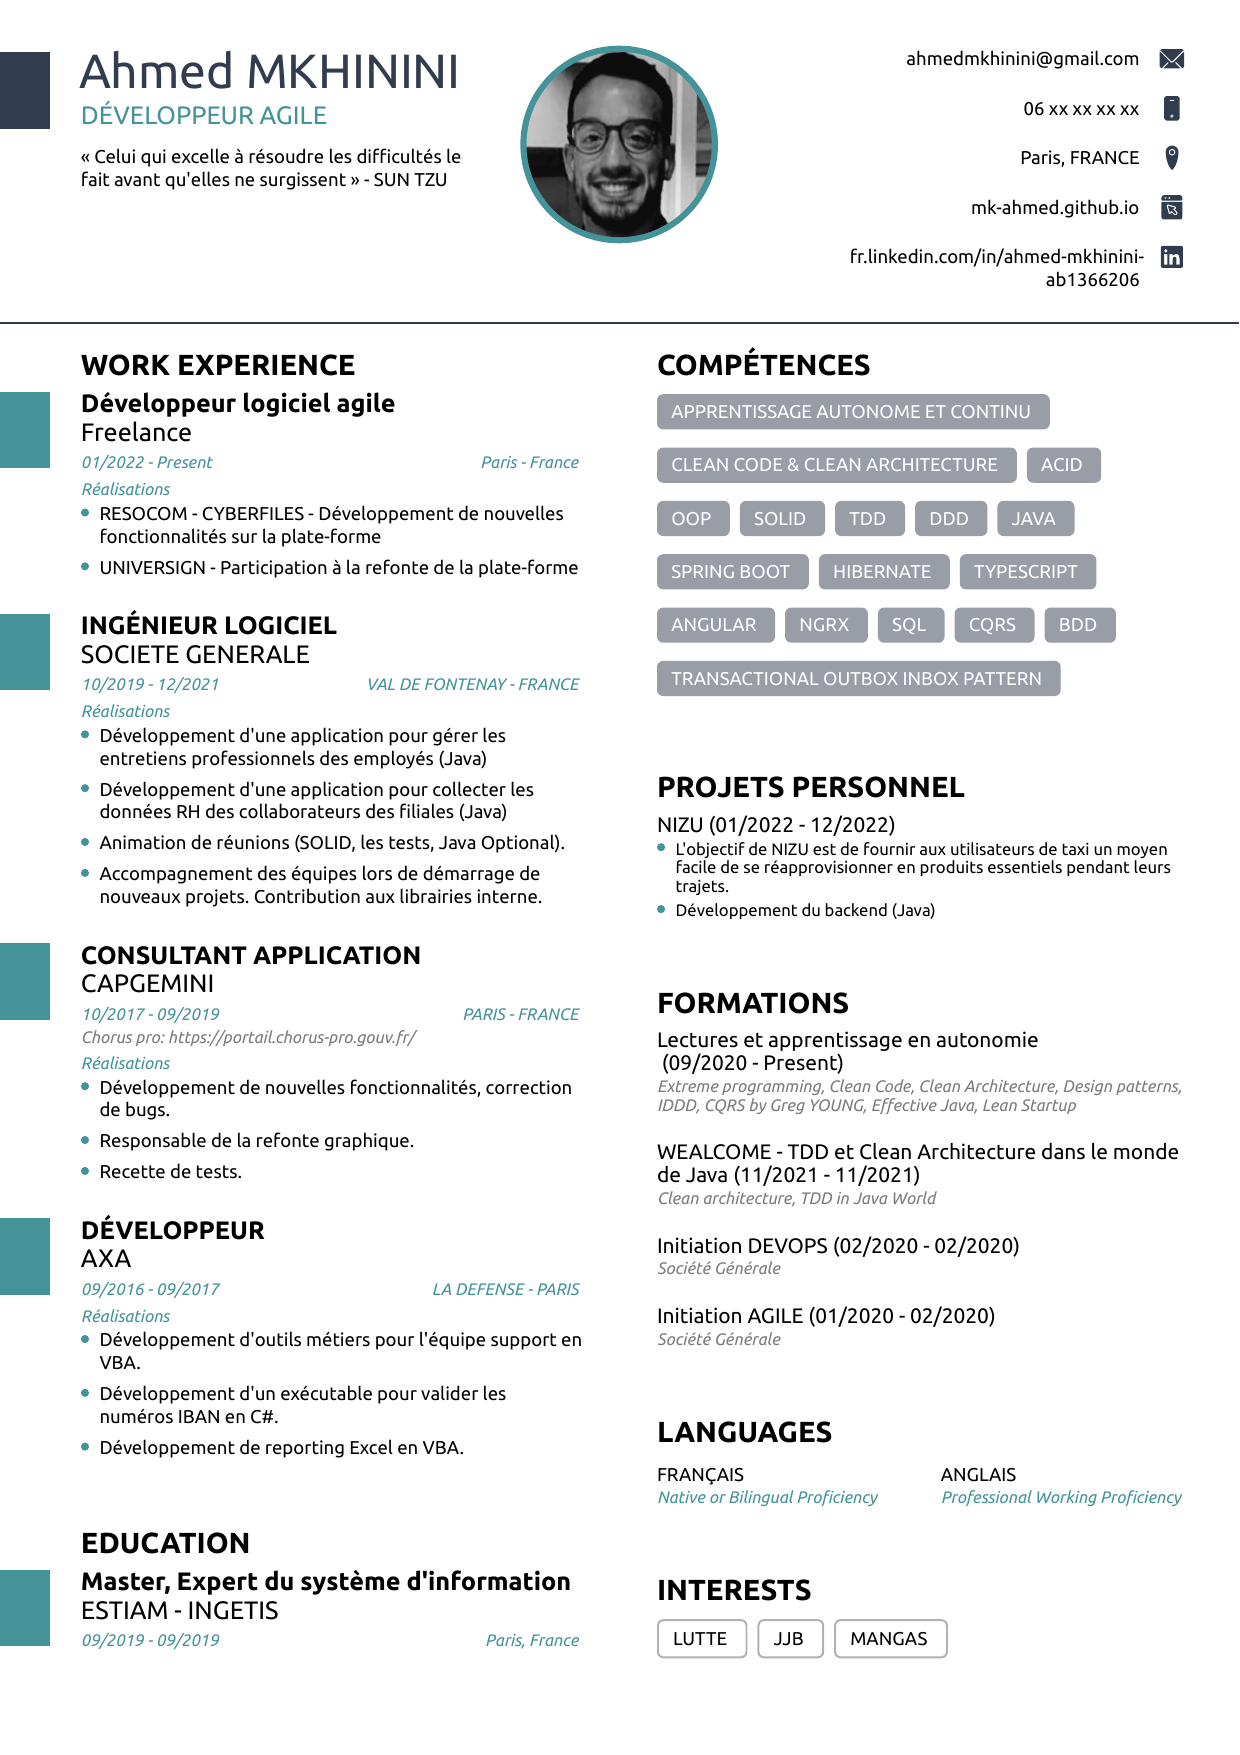 Ahmed MKHININI
DÉVELOPPEUR AGILE
« Celui qui excelle à résoudre les difficultés le
fait avant qu'elles ne surgissent » - SUN TZU
ahmedmkhinini@gmail.com
06 xx xx xx xx
Paris, FRANCE
mk-ahmed.github.io
fr.linkedin.com/in/ahmed-mkhinini-
ab1366206
in
WORK EXPERIENCE
Développeur logiciel agile
Freelance
01/2022 - Present Paris - France
Réalisations
RESOCOM - CYBERFILES - Développement de nouvelles
fonctionnalités sur la plate-forme
UNIVERSIGN - Participation à la refonte de la plate-forme
INGÉNIEUR LOGICIEL
SOCIETE GENERALE
10/2019 - 12/2021 VAL DE FONTENAY - FRANCE
Réalisations
Développement d'une application pour gérer les
entretiens professionnels des employés (Java)
Développement d'une application pour collecter les
données RH des collaborateurs des filiales (Java)
Animation de réunions (SOLID, les tests, Java Optional).
Accompagnement des équipes lors de démarrage de
nouveaux projets. Contribution aux librairies interne.
CONSULTANT APPLICATION
CAPGEMINI
10/2017 - 09/2019 PARIS - FRANCE
Chorus pro: https://portail.chorus-pro.gouv.fr/
Réalisations
Développement de nouvelles fonctionnalités, correction
de bugs.
Responsable de la refonte graphique.
Recette de tests.
DÉVELOPPEUR
AXA
09/2016 - 09/2017 LA DEFENSE - PARIS
Réalisations
Développement d'outils métiers pour l'équipe support en
VBA.
Développement d'un exécutable pour valider les
numéros IBAN en C#.
Développement de reporting Excel en VBA.
EDUCATION
Master, Expert du système d'information
ESTIAM - INGETIS
09/2019 - 09/2019 Paris, France
COMPÉTENCES
APPRENTISSAGE AUTONOME ET CONTINU
CLEAN CODE & CLEAN ARCHITECTURE ACID
OOP SOLID TDD DDD JAVA
SPRING BOOT HIBERNATE TYPESCRIPT
ANGULAR NGRX SQL CQRS BDD
TRANSACTIONAL OUTBOX INBOX PATTERN
PROJETS PERSONNEL
NIZU (01/2022 - 12/2022)
L'objectif de NIZU est de fournir aux utilisateurs de taxi un moyen
facile de se réapprovisionner en produits essentiels pendant leurs
trajets.
Développement du backend (Java)
FORMATIONS
Lectures et apprentissage en autonomie
(09/2020 - Present)
Extreme programming, Clean Code, Clean Architecture, Design patterns,
IDDD, CQRS by Greg YOUNG, Effective Java, Lean Startup
WEALCOME - TDD et Clean Architecture dans le monde
de Java (11/2021 - 11/2021)
Clean architecture, TDD in Java World
Initiation DEVOPS (02/2020 - 02/2020)
Société Générale
Initiation AGILE (01/2020 - 02/2020)
Société Générale
LANGUAGES
FRANÇAIS ANGLAIS
Native or Bilingual Proficiency Professional Working Proficiency
INTERESTS
LUTTE JJB MANGAS